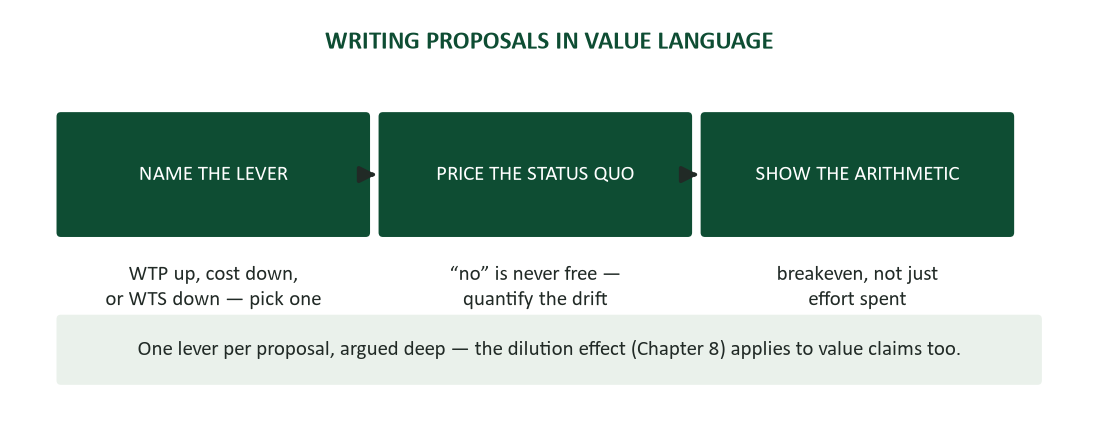 WRITING PROPOSALS IN VALUE LANGUAGE
NAME THE LEVER
PRICE THE STATUS QUO
SHOW THE ARITHMETIC
WTP up, cost down,
or WTS down — pick one
“no” is never free —
quantify the drift
breakeven, not just
effort spent
One lever per proposal, argued deep — the dilution effect (Chapter 8) applies to value claims too.